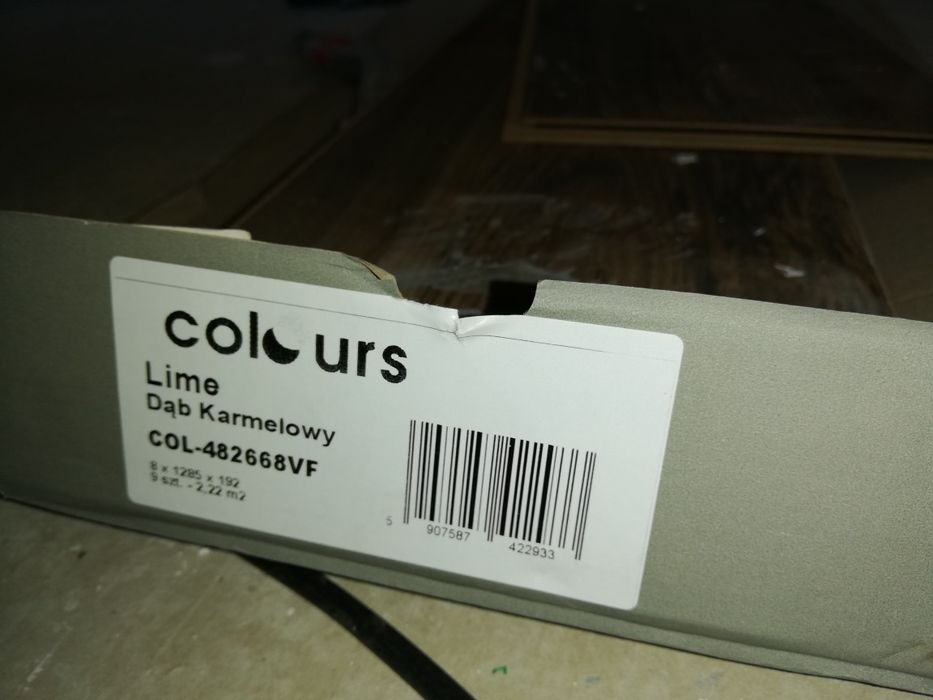 colours
Lime
Dąb Karmelowy
COL-482668VF
8 x 1285 x 192
9 szt. - 2,22 m2
5 907587 422933